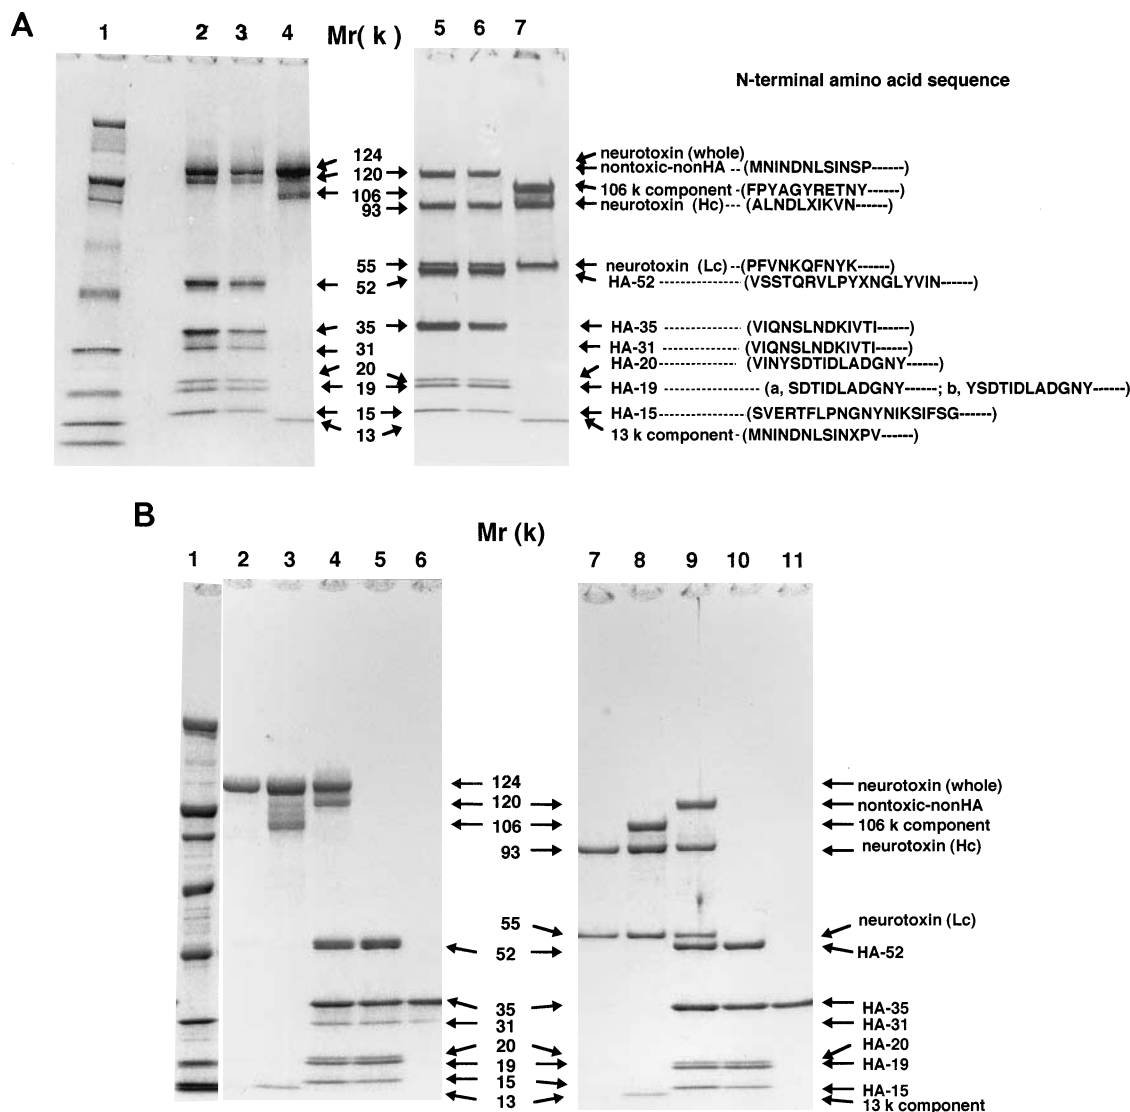 A
1 2 3 4 Mr( k ) 5 6 7
N-terminal amino acid sequence
124
120
106
93
55
52
35
31
20
19
15
13
neurotoxin (whole)
nontoxic-nonHA -- (MNINDNLSINSP------)
106 k component -(FPYAGYRETNY------)
neurotoxin (Hc)--- (ALNDLXIKVN------)
neurotoxin (Lc) --(PFVNKQFNYK------)
HA-52 --------------(VSSTQRVLPYXNGLYVIN------)
HA-35 -------------- (VIQNSLNDKIVTI------)
HA-31 -------------- (VIQNSLNDKIVTI------)
HA-20 --------------(VINYSDTIDLADGNY------)
HA-19 -------------- (a, SDTIDLADGNY------; b, YSDTIDLADGNY------)
HA-15 --------------(SVERTFLPNGNYNIKSIFSG------)
13 k component - (MNINDNLSINXPV------)
B
Mr (k)
1 2 3 4 5 6 7 8 9 10 11
124
120
106
93
55
52
35
31
20
19
15
13
neurotoxin (whole)
nontoxic-nonHA
106 k component
neurotoxin (Hc)
neurotoxin (Lc)
HA-52
HA-35
HA-31
HA-20
HA-19
HA-15
13 k component